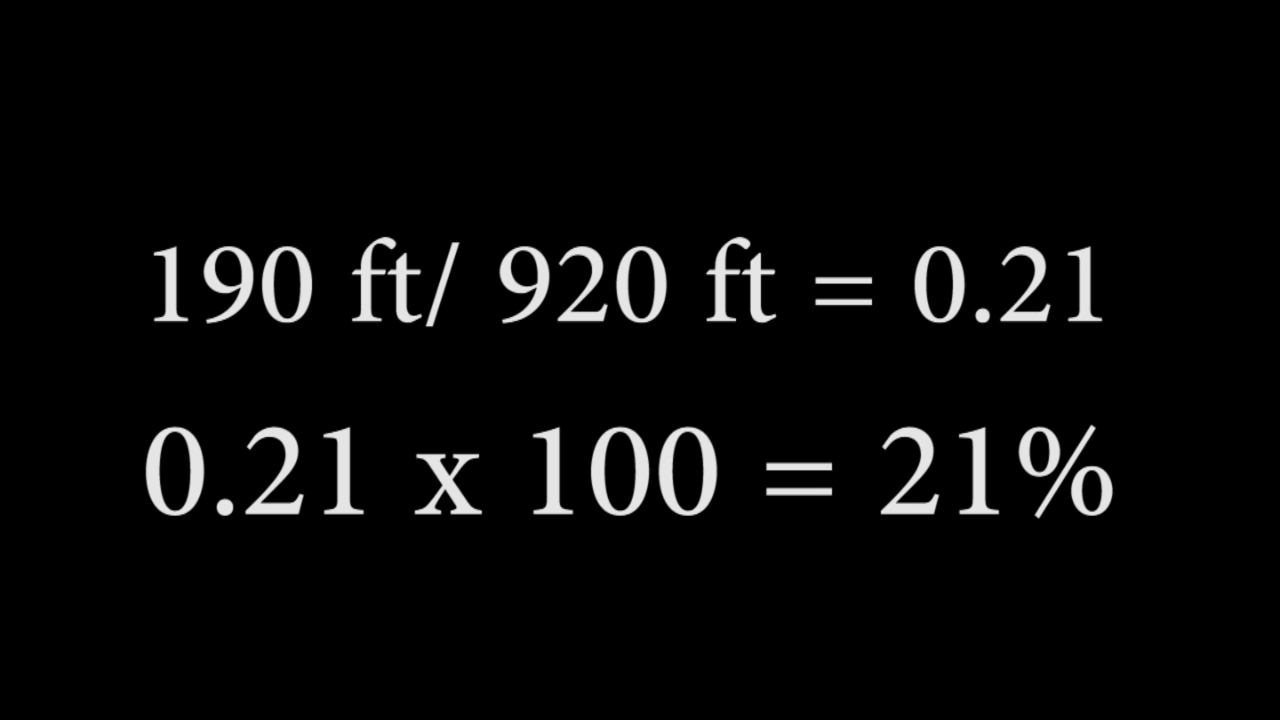 190 ft/ 920 ft = 0.21
0.21 x 100 = 21%